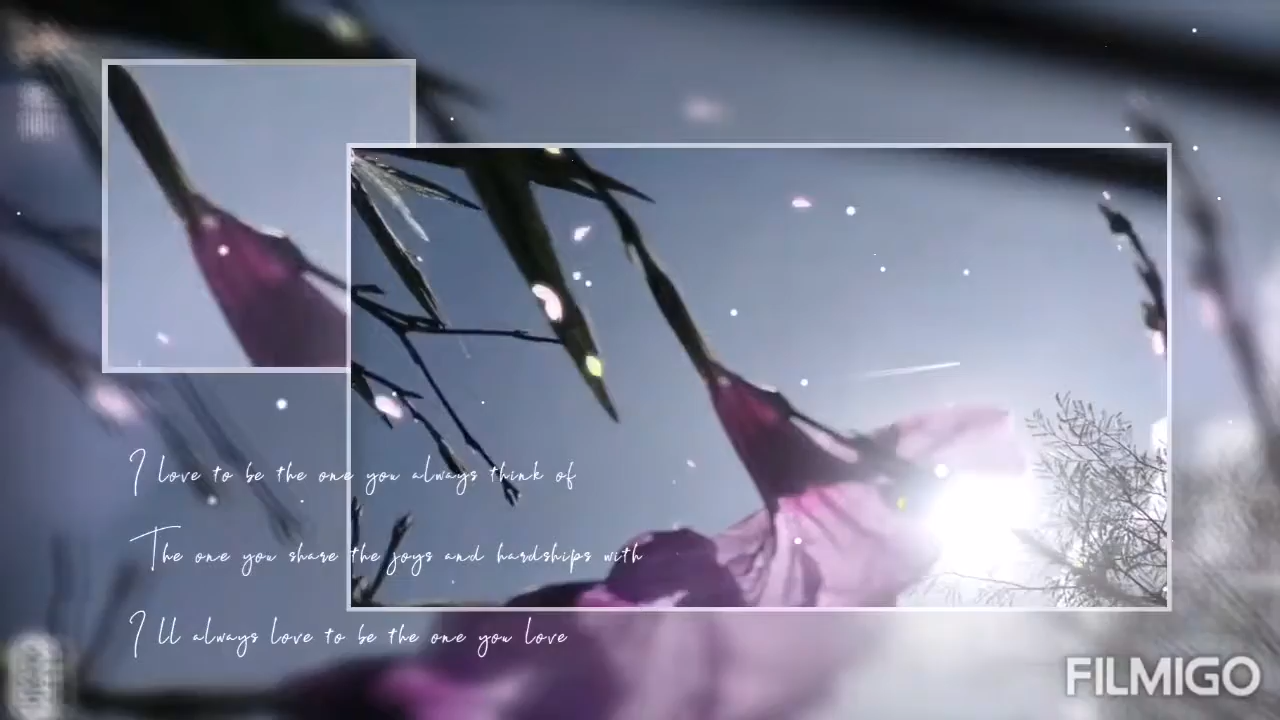 I love to be the one you always think of
The one you share the joys and hardships with
I ll always love to be the one you love
FILMIGO